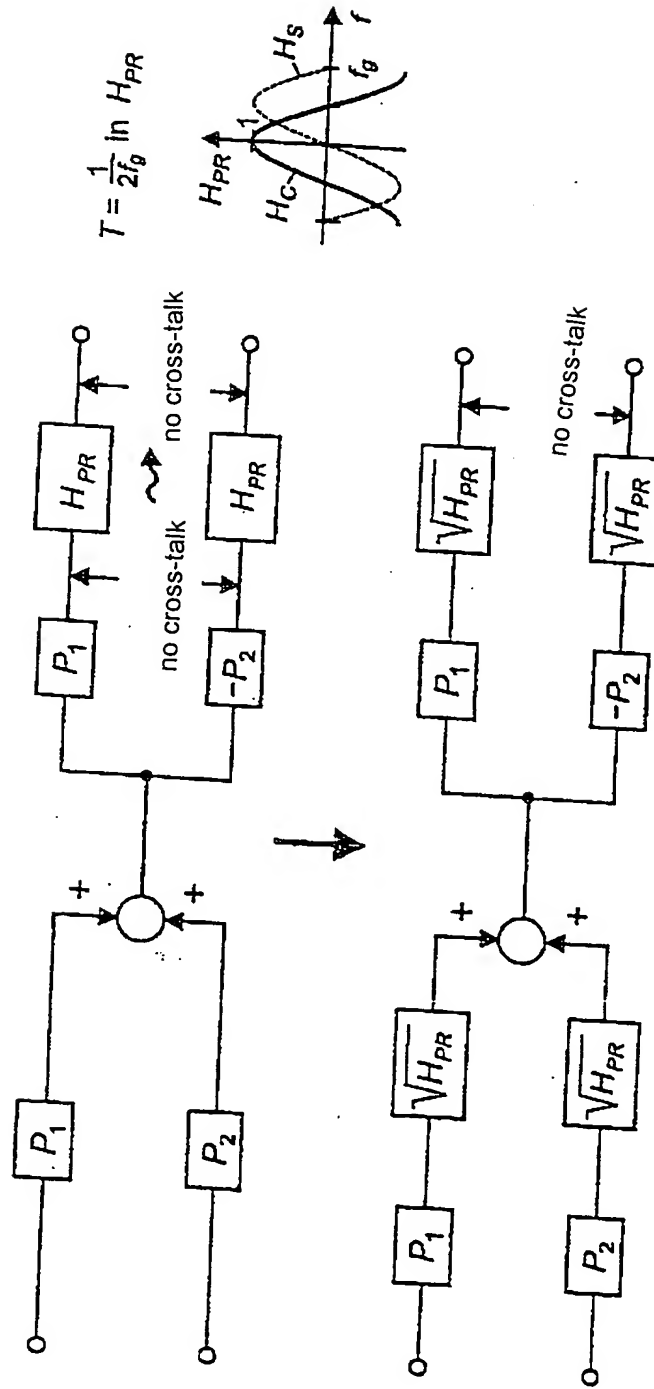 T = 1/2f_g in H_PR
H_PR
1
H_S
H_C
f_g
f
P_1
H_PR
+
no cross-talk
no cross-talk
+
P_2
-P_2
H_PR
P_1
√H_PR
P_1
√H_PR
+
+
no cross-talk
P_2
√H_PR
-P_2
√H_PR